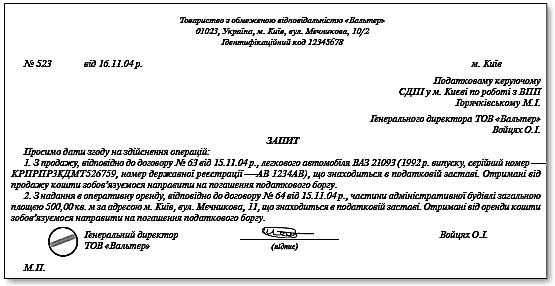 Товариство з обмеженою відповідальністю «Вальтер»
01023, Україна, м. Київ, вул. Мечникова, 10/2
Ідентифікаційний код 12345678
№ 523 від 16.11.04 р. м. Київ
Податковому керуючому
СДПІ у м. Києві по роботі з ВПП
Горячківському М.І.
Генерального директора ТОВ «Вальтер»
Войцях О.І.
ЗАПИТ
Просимо дати згоду на здійснення операцій:
1. З продажу, відповідно до договору № 63 від 15.11.04 р., легкового автомобіля ВАЗ 21093 (1992 р. випуску, серійний номер —
КРПРПРЗКДМТ526759, номер державної реєстрації —АВ 1234АВ), що знаходиться в податковій заставі. Отримані від
продажу кошти зобов’язуємося направити на погашення податкового боргу.
2. З надання в оперативну оренду, відповідно до договору № 64 від 15.11.04 р., частини адміністративної будівлі загальною
площею 500,00 кв. м за адресою м. Київ, вул. Мечникова, 11, що знаходиться в податковій заставі. Отримані від оренди кошти
зобов’язуємося направити на погашення податкового боргу.
Генеральний директор Войцях О.І.
ТОВ «Вальтер» (підпис)
М.П.